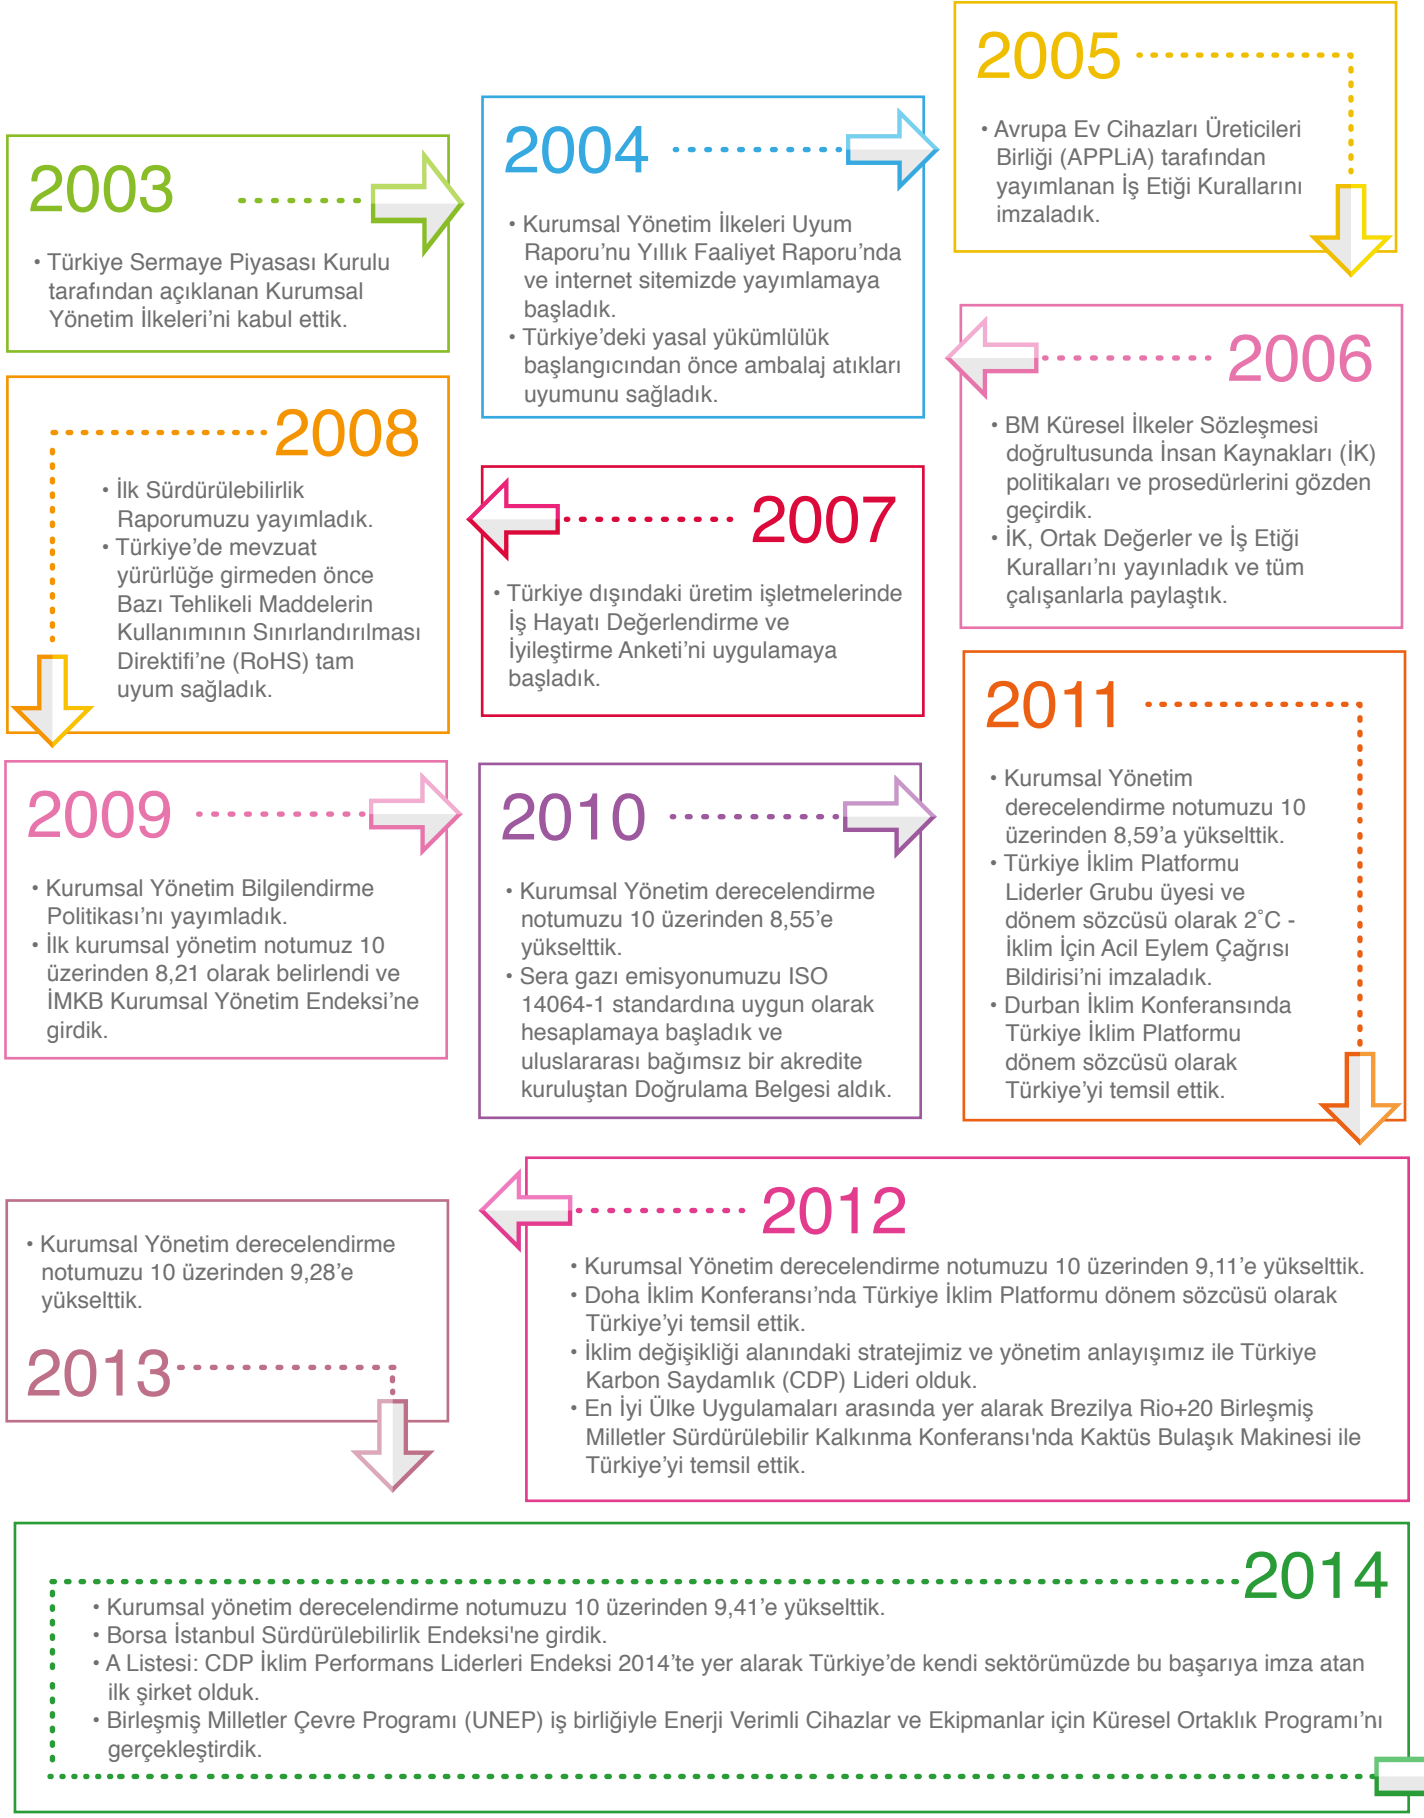 2003
• Türkiye Sermaye Piyasası Kurulu
tarafından açıklanan Kurumsal
Yönetim İlkeleri’ni kabul ettik.
2004
• Kurumsal Yönetim İlkeleri Uyum
Raporu’nu Yıllık Faaliyet Raporu’nda
ve internet sitemizde yayımlamaya
başladık.
• Türkiye’deki yasal yükümlülük
başlangıcından önce ambalaj atıkları
uyumunu sağladık.
2005
• Avrupa Ev Cihazları Üreticileri
Birliği (APPLiA) tarafından
yayımlanan İş Etiği Kurallarını
imzaladık.
2006
• BM Küresel İlkeler Sözleşmesi
doğrultusunda İnsan Kaynakları (İK)
politikaları ve prosedürlerini gözden
geçirdik.
• İK, Ortak Değerler ve İş Etiği
Kuralları’nı yayınladık ve tüm
çalışanlarla paylaştık.
2007
• Türkiye dışındaki üretim işletmelerinde
İş Hayatı Değerlendirme ve
İyileştirme Anketi’ni uygulamaya
başladık.
2008
• İlk Sürdürülebilirlik
Raporumuzu yayımladık.
• Türkiye’de mevzuat
yürürlüğe girmeden önce
Bazı Tehlikeli Maddelerin
Kullanımının Sınırlandırılması
Direktifi’ne (RoHS) tam
uyum sağladık.
2009
• Kurumsal Yönetim Bilgilendirme
Politikası’nı yayımladık.
• İlk kurumsal yönetim notumuz 10
üzerinden 8,21 olarak belirlendi ve
İMKB Kurumsal Yönetim Endeksi’ne
girdik.
2010
• Kurumsal Yönetim derecelendirme
notumuzu 10 üzerinden 8,55’e
yükselttik.
• Sera gazı emisyonumuzu ISO
14064-1 standardına uygun olarak
hesaplamaya başladık ve
uluslararası bağımsız bir akredite
kuruluştan Doğrulama Belgesi aldık.
2011
• Kurumsal Yönetim
derecelendirme notumuzu 10
üzerinden 8,59’a yükselttik.
• Türkiye İklim Platformu
Liderler Grubu üyesi ve
dönem sözcüsü olarak 2˚C -
İklim İçin Acil Eylem Çağrısı
Bildirisi’ni imzaladık.
• Durban İklim Konferansında
Türkiye İklim Platformu
dönem sözcüsü olarak
Türkiye’yi temsil ettik.
2012
• Kurumsal Yönetim derecelendirme notumuzu 10 üzerinden 9,11’e yükselttik.
• Doha İklim Konferansı’nda Türkiye İklim Platformu dönem sözcüsü olarak
Türkiye’yi temsil ettik.
• İklim değişikliği alanındaki stratejimiz ve yönetim anlayışımız ile Türkiye
Karbon Saydamlık (CDP) Lideri olduk.
• En İyi Ülke Uygulamaları arasında yer alarak Brezilya Rio+20 Birleşmiş
Milletler Sürdürülebilir Kalkınma Konferansı'nda Kaktüs Bulaşık Makinesi ile
Türkiye’yi temsil ettik.
• Kurumsal Yönetim derecelendirme
notumuzu 10 üzerinden 9,28’e
yükselttik.
2013
2014
• Kurumsal yönetim derecelendirme notumuzu 10 üzerinden 9,41’e yükselttik.
• Borsa İstanbul Sürdürülebilirlik Endeksi'ne girdik.
• A Listesi: CDP İklim Performans Liderleri Endeksi 2014’te yer alarak Türkiye’de kendi sektörümüzde bu başarıya imza atan
ilk şirket olduk.
• Birleşmiş Milletler Çevre Programı (UNEP) iş birliğiyle Enerji Verimli Cihazlar ve Ekipmanlar için Küresel Ortaklık Programı’nı
gerçekleştirdik.